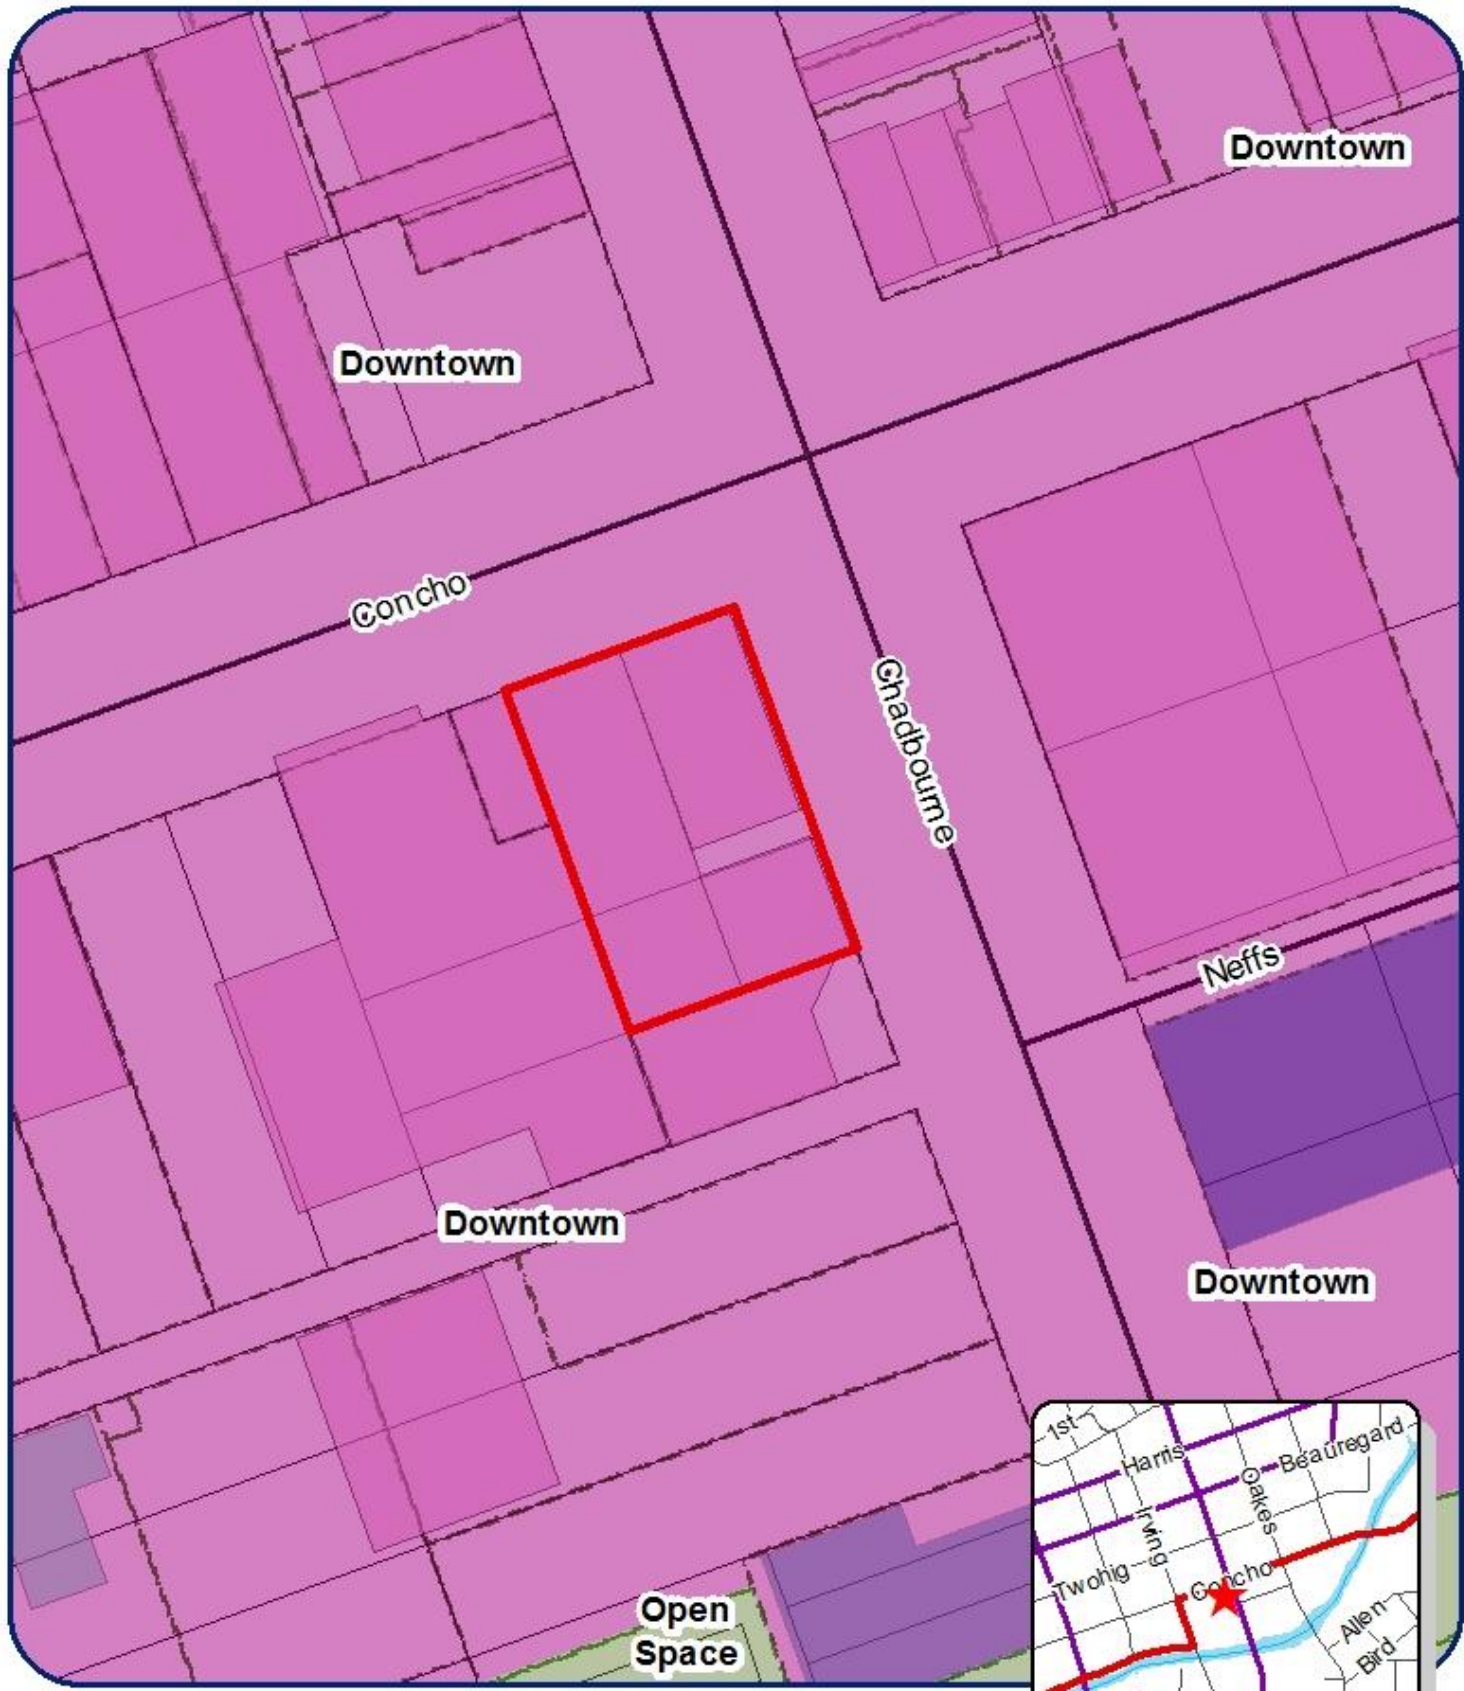 Downtown
Downtown
Concho
Chadbourne
Neffs
Downtown
Downtown
Open
Space
1st
Harris
Beauregard
Oakes
Irving
Twohig
Concho
Allen
Bird